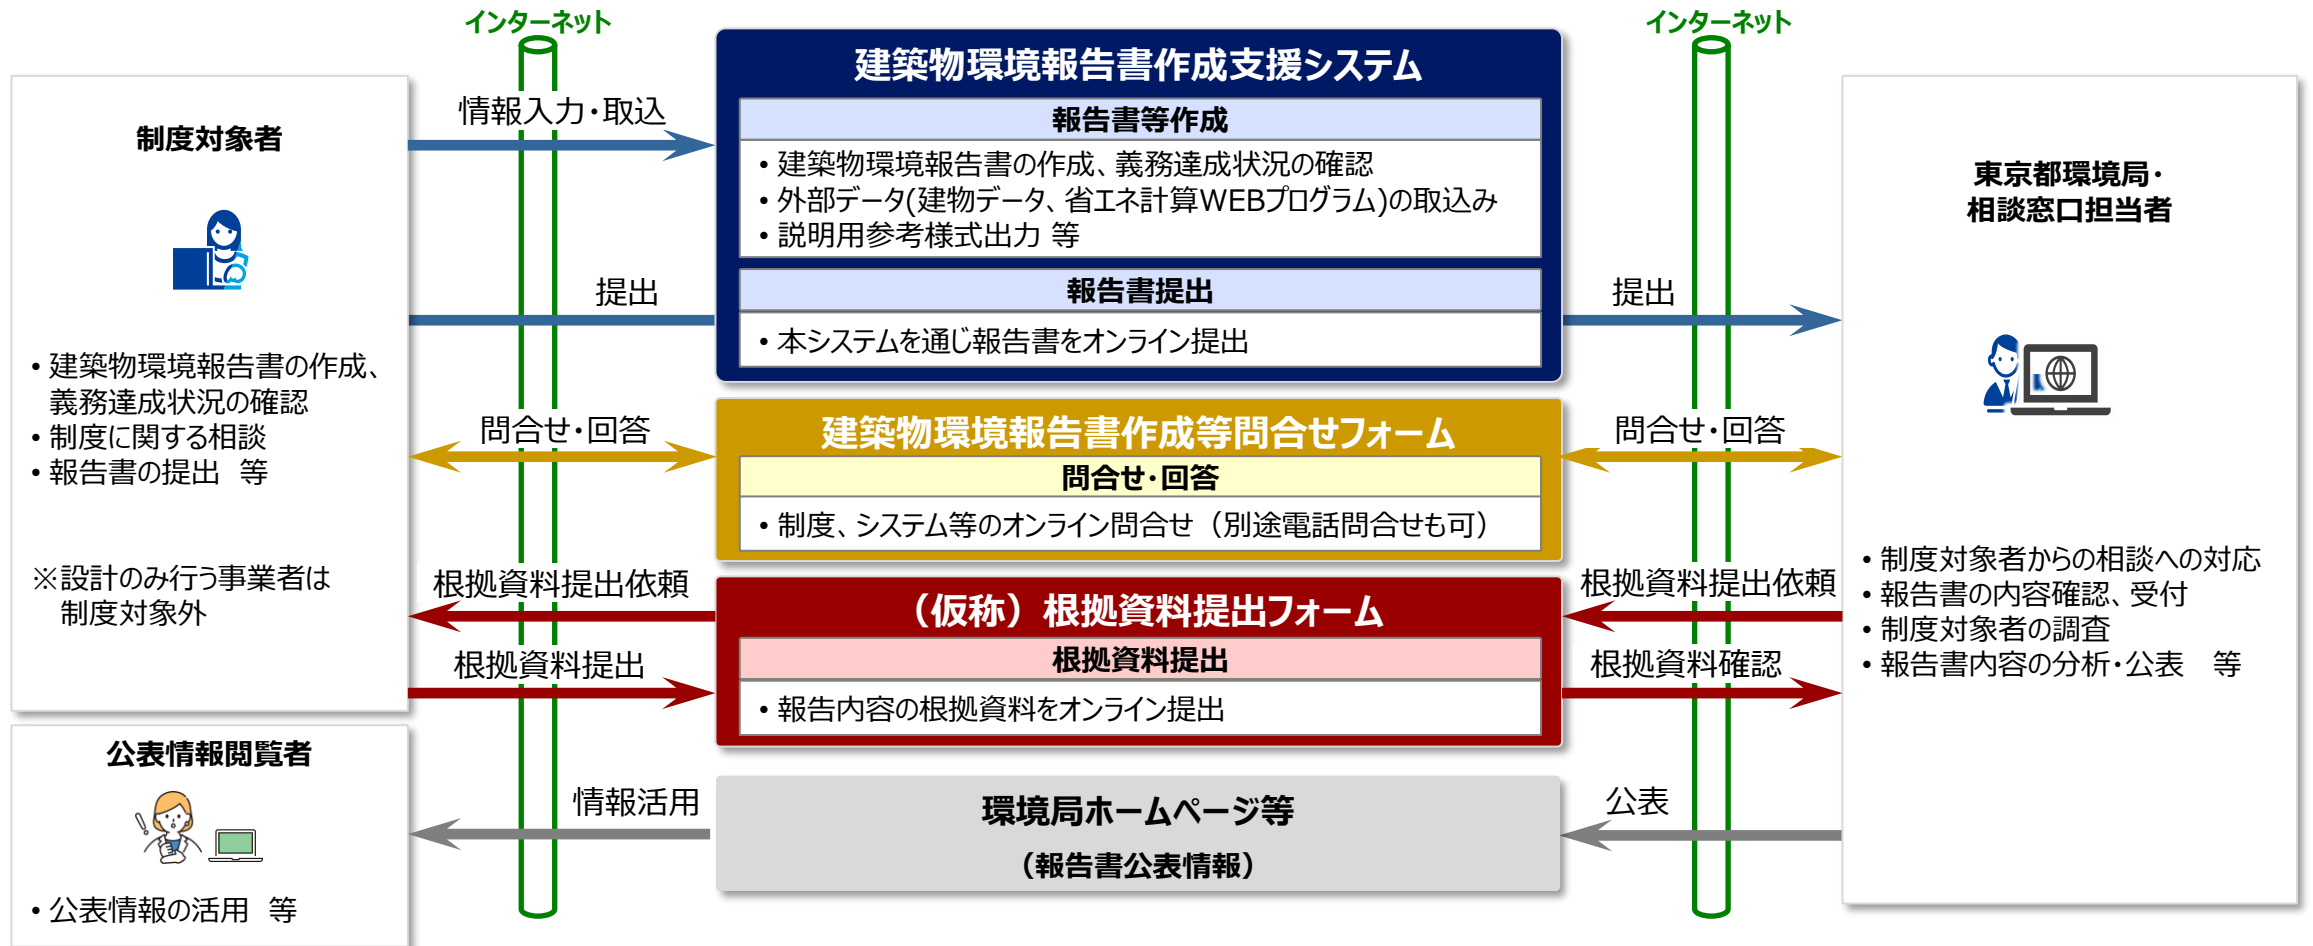 インターネット
インターネット
制度対象者
・建築物環境報告書の作成、
義務達成状況の確認
・制度に関する相談
・報告書の提出 等
※設計のみ行う事業者は
制度対象外
公表情報閲覧者
・公表情報の活用 等
情報入力・取込
提出
問合せ・回答
根拠資料提出依頼
根拠資料提出
情報活用
建築物環境報告書作成支援システム
報告書等作成
・建築物環境報告書の作成、義務達成状況の確認
・外部データ(建物データ、省エネ計算WEBプログラム)の取込み
・説明用参考様式出力 等
報告書提出
・本システムを通じ報告書をオンライン提出
建築物環境報告書作成等問合せフォーム
問合せ・回答
・制度、システム等のオンライン問合せ（別途電話問合せも可）
（仮称）根拠資料提出フォーム
根拠資料提出
・報告内容の根拠資料をオンライン提出
環境局ホームページ等
（報告書公表情報）
提出
問合せ・回答
根拠資料提出依頼
根拠資料確認
公表
東京都環境局・
相談窓口担当者
・制度対象者からの相談への対応
・報告書の内容確認、受付
・制度対象者の調査
・報告書内容の分析・公表 等